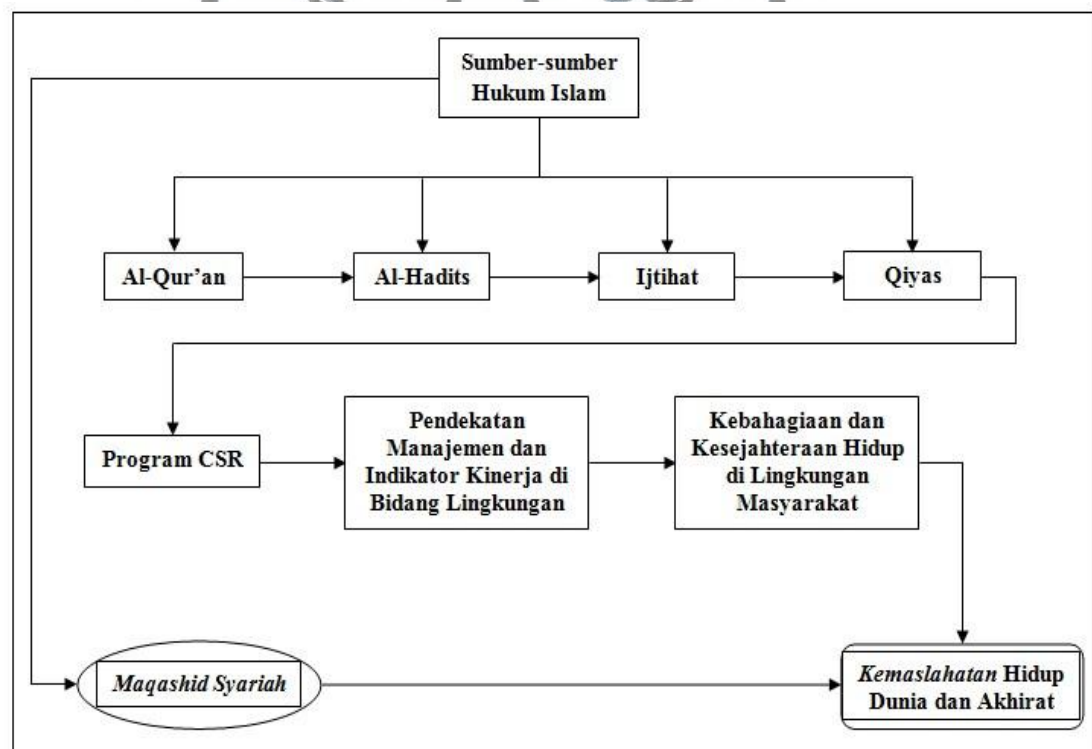 Sumber-sumber
Hukum Islam
Al-Qur'an
Al-Hadits
Ijtihat
Qiyas
Program CSR
Pendekatan
Manajemen dan
Indikator Kinerja di
Bidang Lingkungan
Kebahagiaan dan
Kesejahteraan Hidup
di Lingkungan
Masyarakat
Maqashid Syariah
Kemaslahatan Hidup
Dunia dan Akhirat